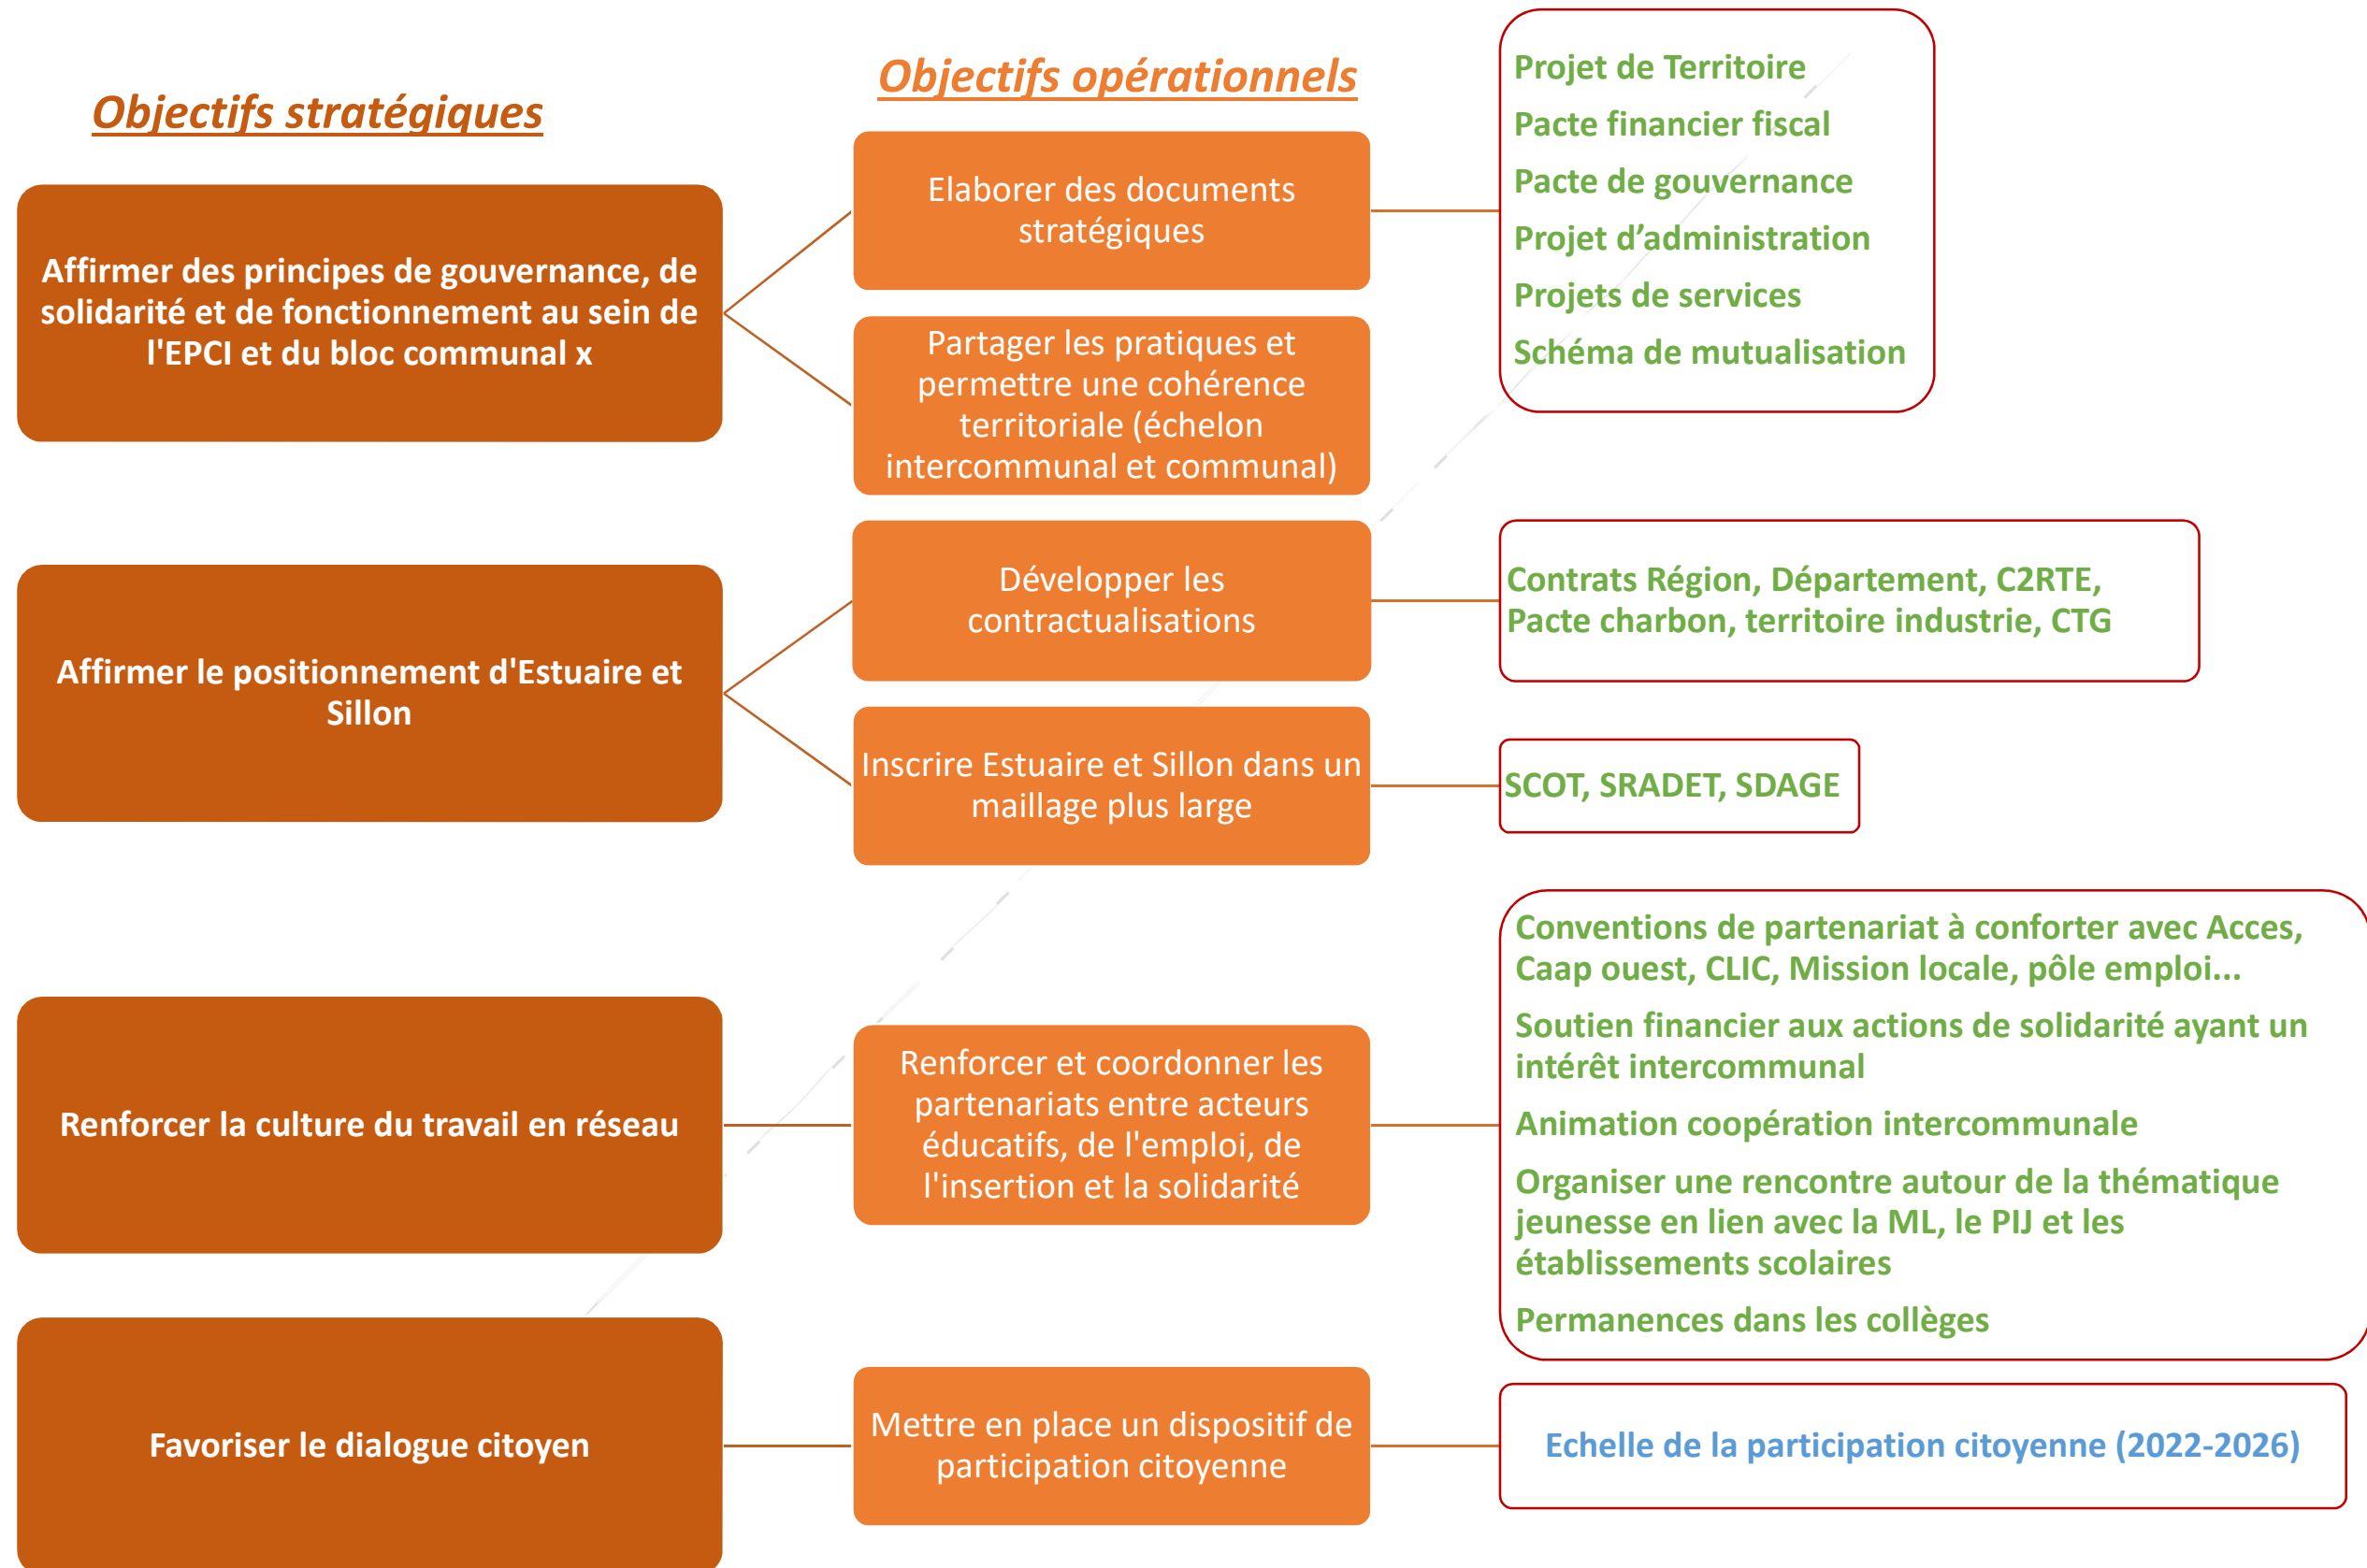 Objectifs stratégiques
Objectifs opérationnels
Affirmer des principes de gouvernance, de
solidarité et de fonctionnement au sein de
l'EPCI et du bloc communal x
Elaborer des documents
stratégiques
Projet de Territoire
Pacte financier fiscal
Pacte de gouvernance
Projet d’administration
Projets de services
Schéma de mutualisation
Partager les pratiques et
permettre une cohérence
territoriale (échelon
intercommunal et communal)
Affirmer le positionnement d'Estuaire et
Sillon
Développer les
contractualisations
Contrats Région, Département, C2RTE,
Pacte charbon, territoire industrie, CTG
Inscrire Estuaire et Sillon dans un
maillage plus large
SCOT, SRADET, SDAGE
Renforcer la culture du travail en réseau
Renforcer et coordonner les
partenariats entre acteurs
éducatifs, de l'emploi, de
l'insertion et la solidarité
Conventions de partenariat à conforter avec Acces,
Caap ouest, CLIC, Mission locale, pôle emploi...
Soutien financier aux actions de solidarité ayant un
intérêt intercommunal
Animation coopération intercommunale
Organiser une rencontre autour de la thématique
jeunesse en lien avec la ML, le PIJ et les
établissements scolaires
Permanences dans les collèges
Favoriser le dialogue citoyen
Mettre en place un dispositif de
participation citoyenne
Echelle de la participation citoyenne (2022-2026)